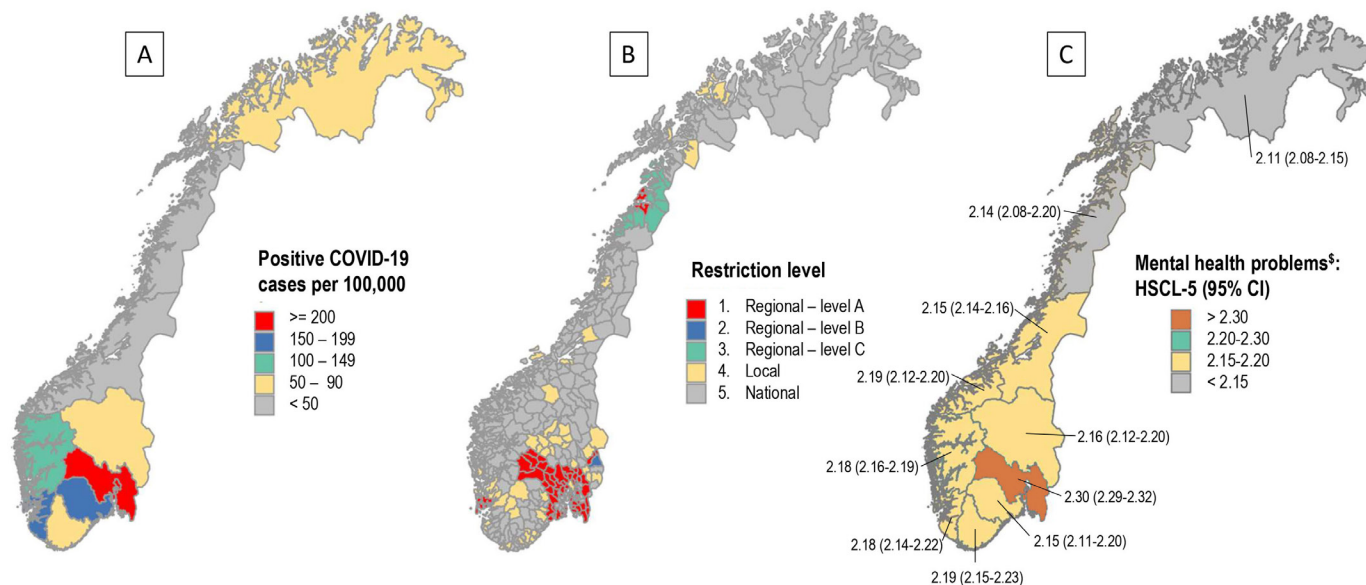 A
Positive COVID-19
cases per 100,000
>= 200
150 – 199
100 – 149
50 – 90
< 50
B
Restriction level
1. Regional – level A
2. Regional – level B
3. Regional – level C
4. Local
5. National
C
2.11 (2.08-2.15)
2.14 (2.08-2.20)
Mental health problems$:
HSCL-5 (95% CI)
> 2.30
2.20-2.30
2.15-2.20
< 2.15
2.15 (2.14-2.16)
2.19 (2.12-2.20)
2.16 (2.12-2.20)
2.18 (2.16-2.19)
2.30 (2.29-2.32)
2.18 (2.14-2.22)
2.15 (2.11-2.20)
2.19 (2.15-2.23)